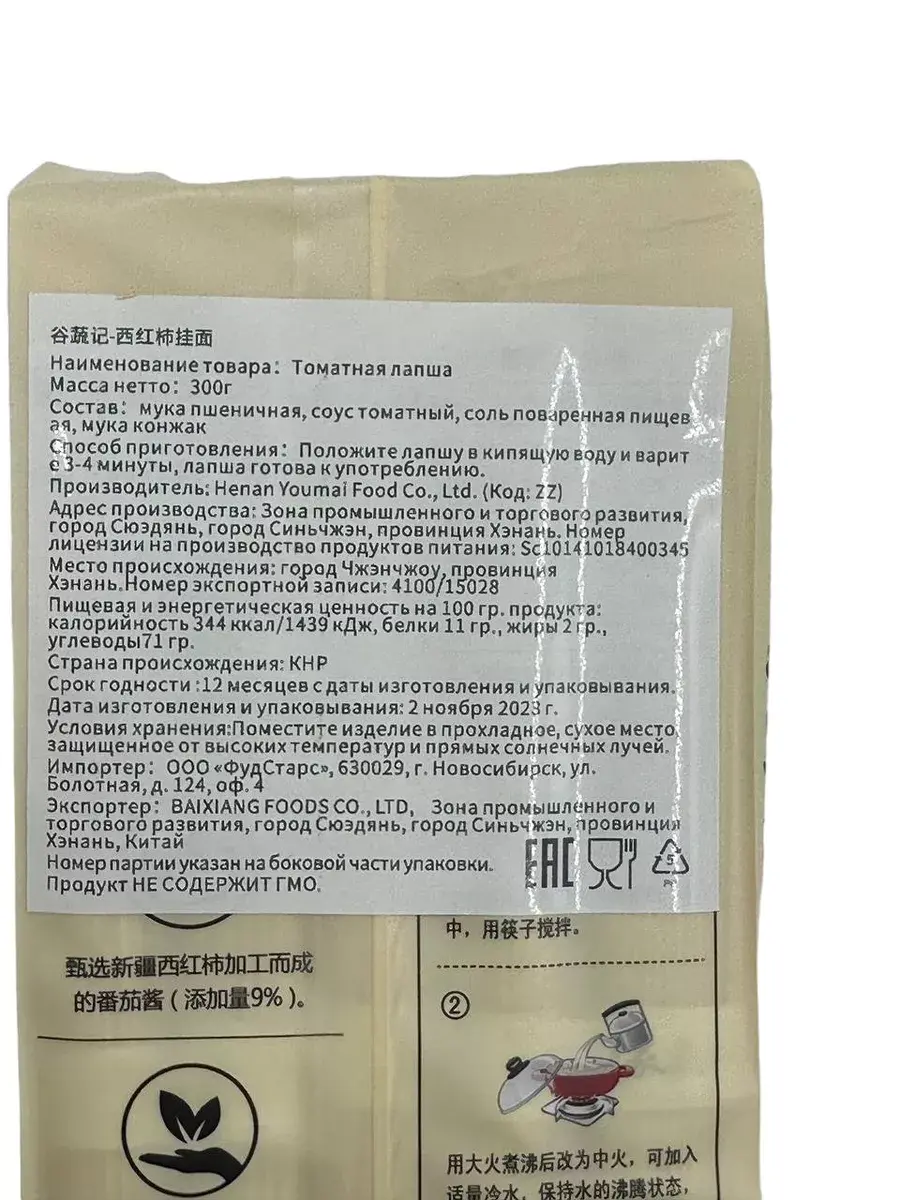 谷蔬记-西红柿挂面
Наименование товара: Томатная лапша
Масса нетто: 300г
Состав: мука пшеничная, соус томатный, соль поваренная пищев
ая, мука конжак
Способ приготовления: Положите лапшу в кипящую воду и варит
е 3-4 минуты, лапша готова к употреблению.
Производитель: Henan Youmai Food Co., Ltd. (Код: ZZ)
Адрес производства: Зона промышленного и торгового развития,
город Сюэдянь, город Синьчжэн, провинция Хэнань. Номер
лицензии на производство продуктов питания: Sc10141018400345
Место происхождения: город Чжэнчжоу, провинция
Хэнань.Номер экспортной записи: 4100/15028
Пищевая и энергетическая ценность на 100 гр. продукта:
калорийность 344 ккал/1439 кДж, белки 11 гр., жиры 2 гр.,
углеводы71 гр.
Страна происхождения: КНР
Срок годности :12 месяцев с даты изготовления и упаковывания.
Дата изготовления и упаковывания: 2 ноября 2023 г.
Условия хранения:Поместите изделие в прохладное, сухое место,
защищенное от высоких температур и прямых солнечных лучей.
Импортер: ООО «ФудСтарс», 630029, г. Новосибирск, ул.
Болотная, д. 124, оф. 4
Экспортер: BAIXIANG FOODS CO., LTD, Зона промышленного и
торгового развития, город Сюэдянь, город Синьчжэн, провинция
Хэнань, Китай
Номер партии указан на боковой части упаковки.
Продукт НЕ СОДЕРЖИТ ГМО.
EAC
5
中，用筷子搅拌。
甄选新疆西红柿加工而成
的番茄酱（添加量9%）。
②
用大火煮沸后改为中火，可加入
适量冷水，保持水的沸腾状态，